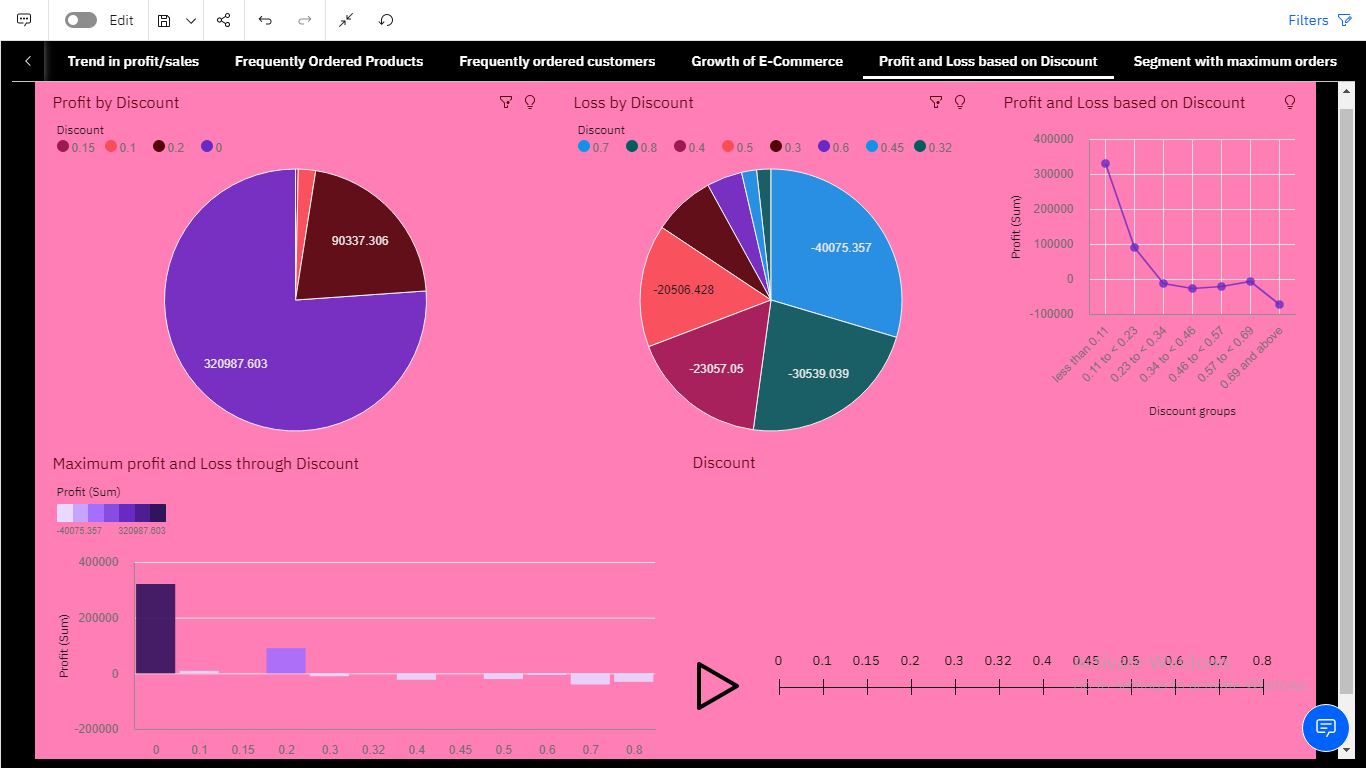 Edit
Filters
Trend in profit/sales Frequently Ordered Products Frequently ordered customers Growth of E-Commerce Profit and Loss based on Discount Segment with maximum orders
Profit by Discount
Discount
0.15 0.1 0.2 0
90337.306
320987.603
Loss by Discount
Discount
0.7 0.8 0.4 0.5 0.3 0.6 0.45 0.32
-40075.357
-20506.428
-23057.05
-30539.039
Profit and Loss based on Discount
Profit (Sum)
400000
300000
200000
100000
0
-100000
less than 0.11
0.11 to < 0.23
0.23 to < 0.34
0.34 to < 0.46
0.46 to < 0.57
0.57 to < 0.69
0.69 and above
Discount groups
Maximum profit and Loss through Discount
Profit (Sum)
-40075.357 320987.603
Profit (Sum)
400000
200000
0
-200000
0 0.1 0.15 0.2 0.3 0.32 0.4 0.45 0.5 0.6 0.7 0.8
Discount
0 0.1 0.15 0.2 0.3 0.32 0.4 0.45 0.5 0.6 0.7 0.8